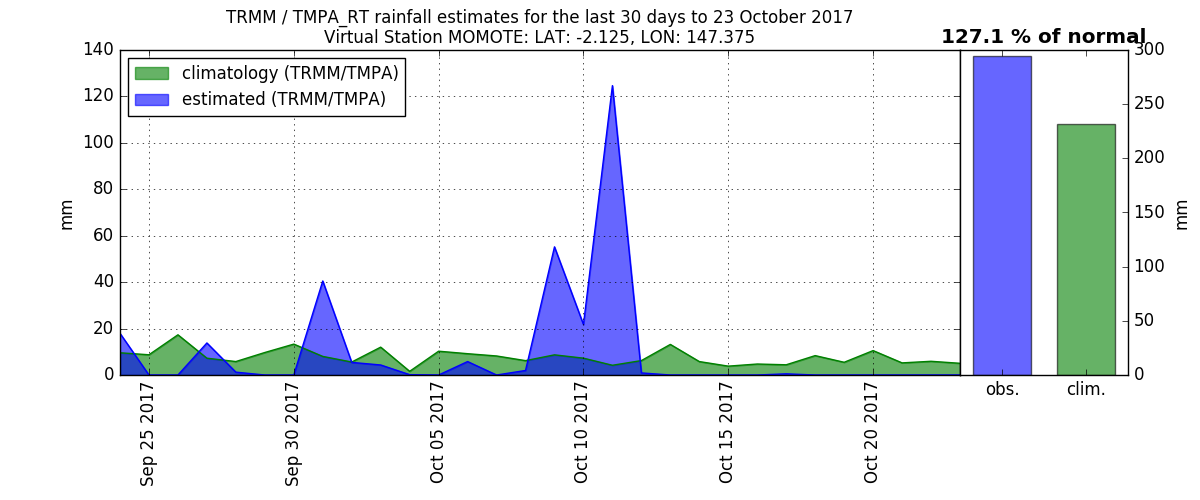 TRMM / TMPA_RT rainfall estimates for the last 30 days to 23 October 2017
Virtual Station MOMOTE: LAT: -2.125, LON: 147.375
127.1 % of normal
climatology (TRMM/TMPA)
estimated (TRMM/TMPA)
140
120
100
80
60
40
20
0
mm
Sep 25 2017
Sep 30 2017
Oct 05 2017
Oct 10 2017
Oct 15 2017
Oct 20 2017
300
250
200
150
100
50
0
mm
obs.
clim.